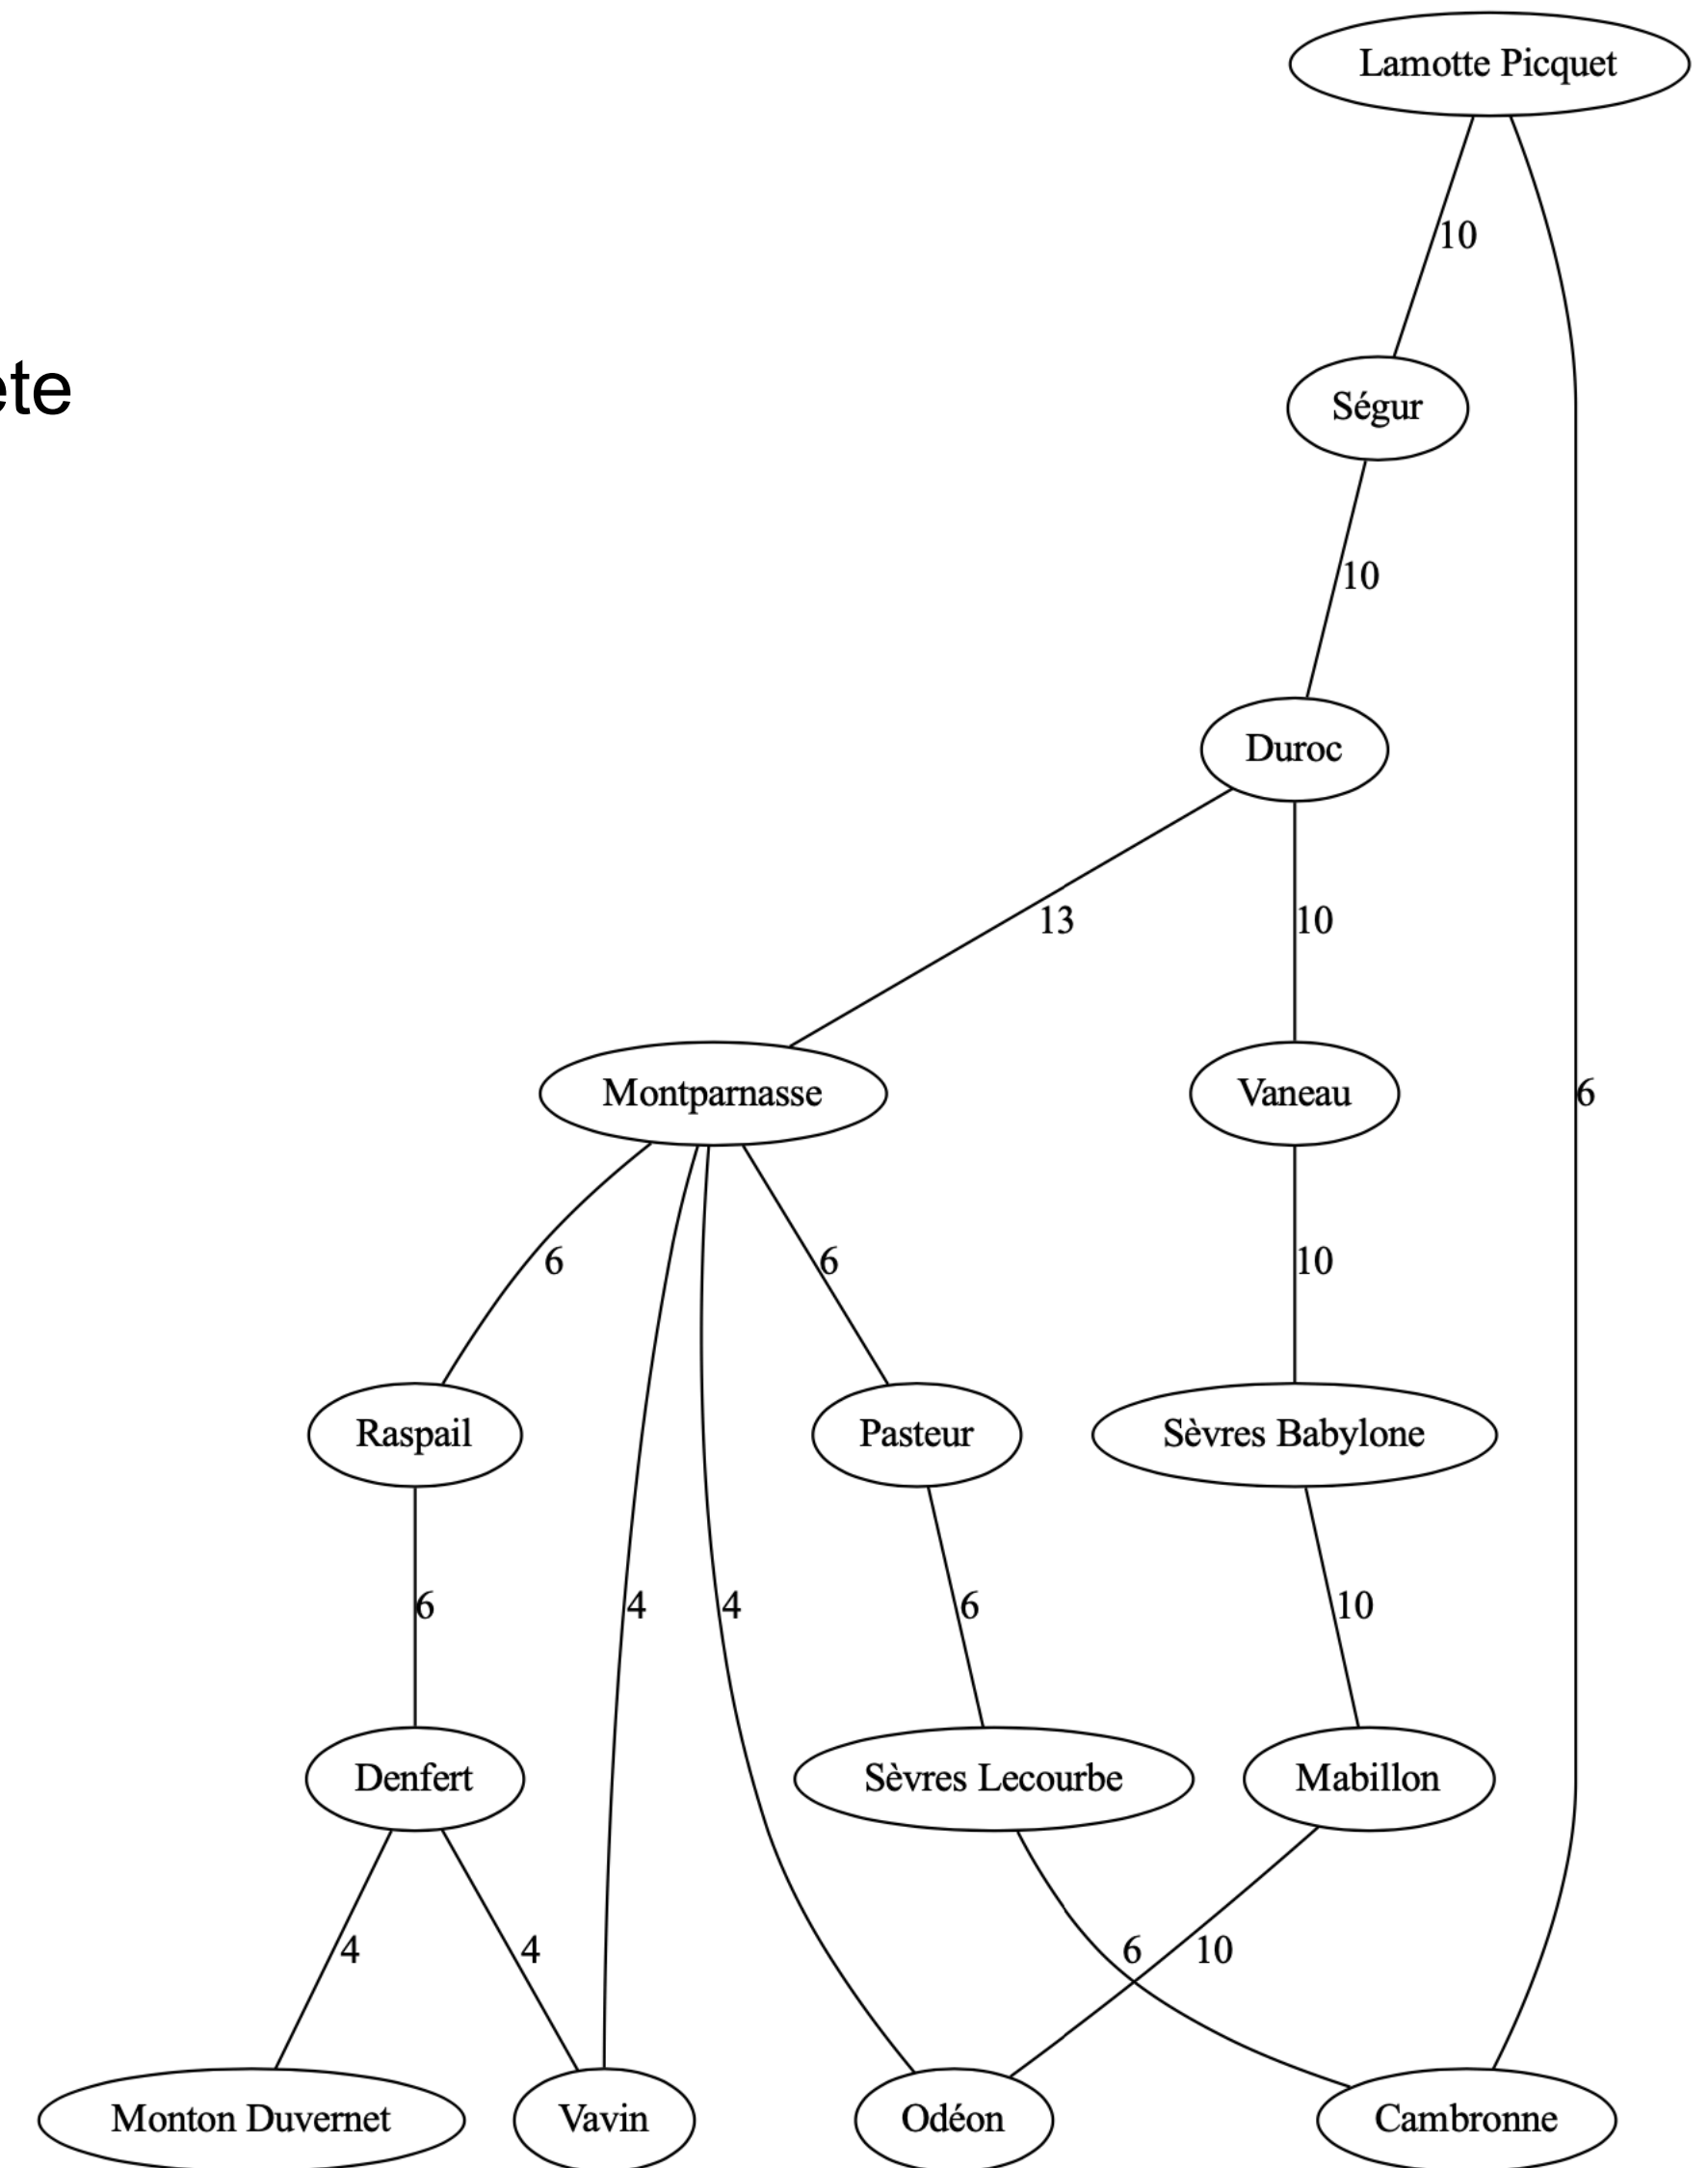 Lamotte Picquet
10
ete
Ségur
10
Duroc
13
10
Montparnasse
Vaneau
6
6
6
10
Raspail
Pasteur
Sèvres Babylone
6
4
4
6
10
Denfert
Sèvres Lecourbe
Mabillon
4
4
6
10
Monton Duvernet
Vavin
Odéon
Cambronne